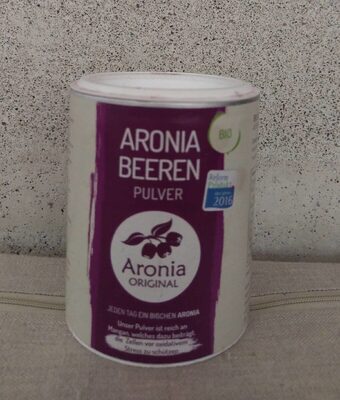 ARONIA
BEEREN
PULVER
BIO
Reform
2016
Aronia
ORIGINAL
JEDEN TAG EIN BISCHEN ARONIA
Unser Pulver ist reich an
Mangan, welches dazu beiträgt,
die Zellen vor oxidativem
Stress zu schützen